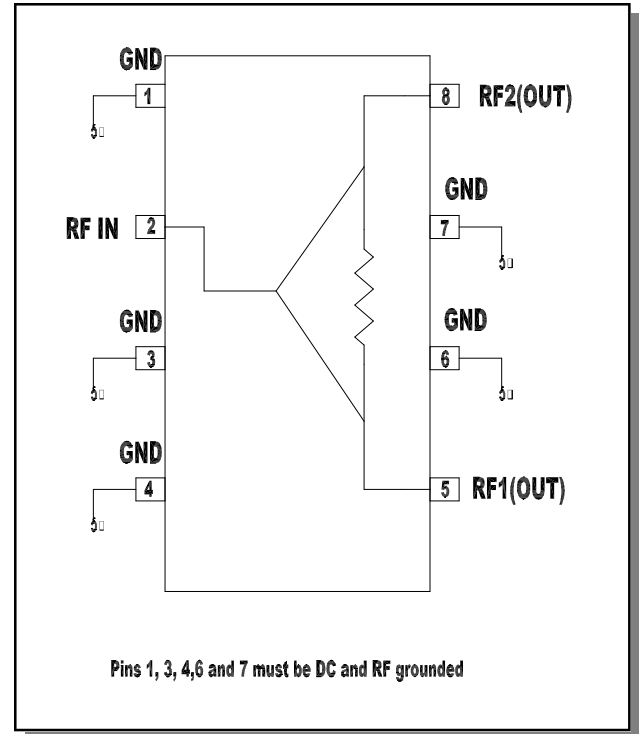 GND
1
8
RF2(OUT)
GND
RF IN
2
7
GND
GND
3
6
GND
4
5
RF1(OUT)
Pins 1, 3, 4,6 and 7 must be DC and RF grounded